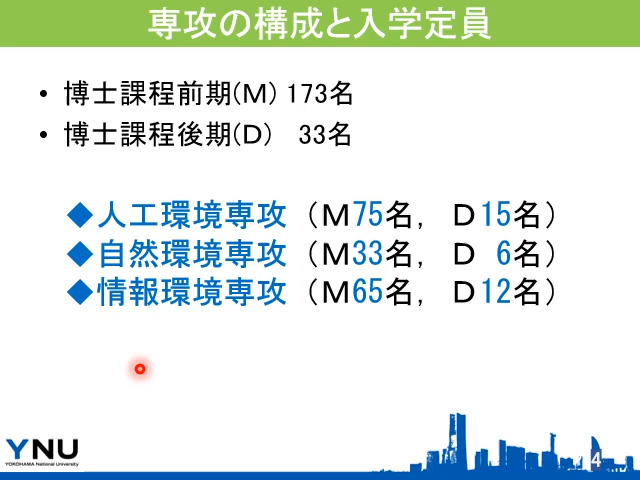 専攻の構成と入学定員
• 博士課程前期(M) 173名
• 博士課程後期(D) 33名
◆人工環境専攻（M75名， D15名）
◆自然環境専攻（M33名， D 6名）
◆情報環境専攻（M65名， D12名）
YNU
YOKOHAMA National University
4